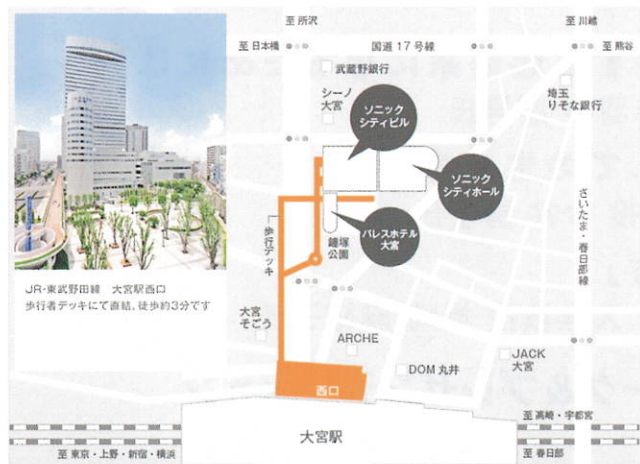 至 所沢
至 川越
至 日本橋
国道 17 号線
至 熊谷
武蔵野銀行
シーノ
大宮
埼玉
りそな銀行
ソニック
シティビル
ソニック
シティホール
パレスホテル
大宮
さいたま・春日部線
歩行デッキ
鐘塚
公園
JR・東武野田線 大宮駅西口
歩行者デッキにて直結、徒歩約3分です
大宮
そごう
ARCHE
DOM 丸井
JACK
大宮
西口
大宮駅
至 高崎・宇都宮
至 東京・上野・新宿・横浜
至 春日部